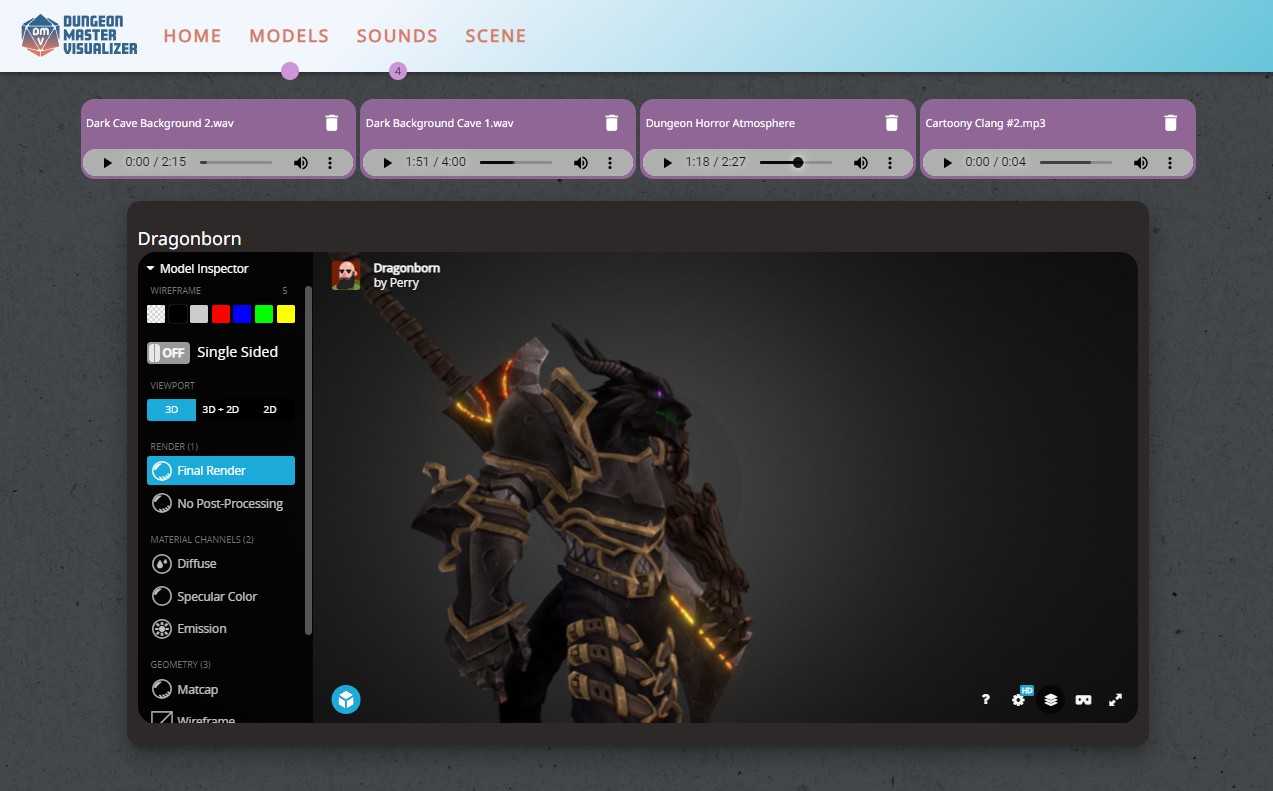 DM
V
DUNGEON
MASTER
VISUALIZER
HOME
MODELS
SOUNDS
SCENE
4
Dark Cave Background 2.wav
0:00 / 2:15
Dark Background Cave 1.wav
1:51 / 4:00
Dungeon Horror Atmosphere
1:18 / 2:27
Cartoony Clang #2.mp3
0:00 / 0:04
Dragonborn
Model Inspector
WIREFRAME 5
OFF Single Sided
VIEWPORT
3D 3D + 2D 2D
RENDER (1)
Final Render
No Post-Processing
MATERIAL CHANNELS (2)
Diffuse
Specular Color
Emission
GEOMETRY (3)
Matcap
Wireframe
Dragonborn
by Perry
? HD